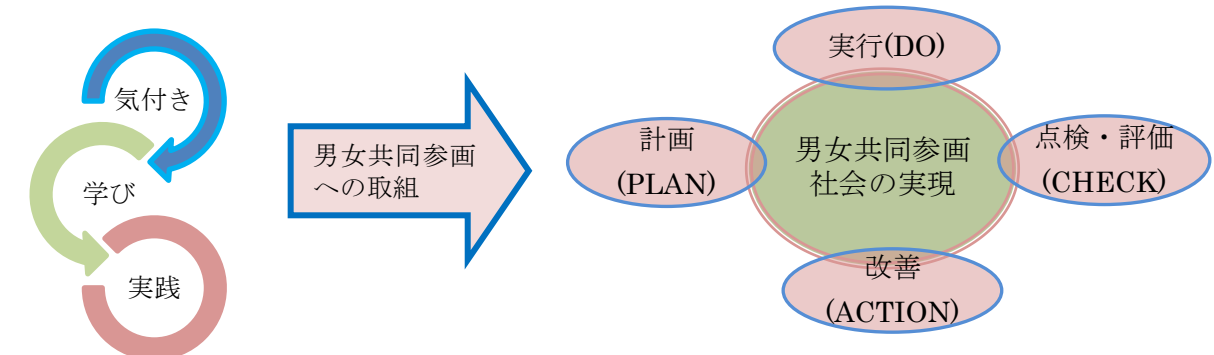 気付き
学び
実践
男女共同参画
への取組
実行(DO)
計画
(PLAN)
男女共同参画
社会の実現
点検・評価
(CHECK)
改善
(ACTION)